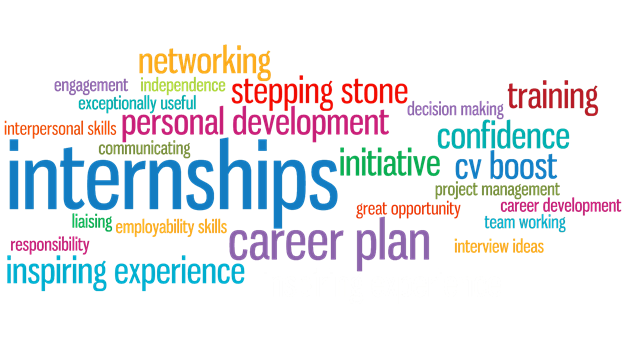 networking
engagement
independence
stepping stone
exceptionally useful
training
decision making
personal development
interpersonal skills
confidence
communicating
internships
initiative
cv boost
project management
career development
great opportunity
liaising
employability skills
team working
career plan
responsibility
interview ideas
inspiring experience